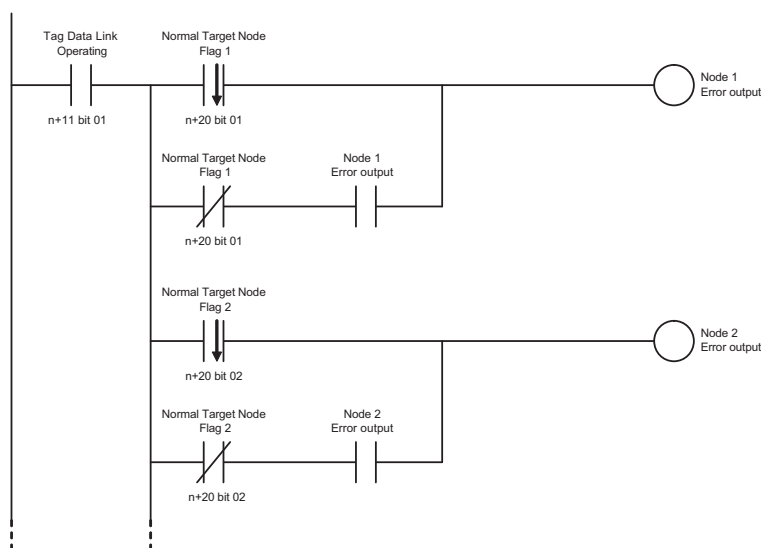 Tag Data Link
Operating
n+11 bit 01
Normal Target Node
Flag 1
n+20 bit 01
Node 1
Error output
Normal Target Node
Flag 1
n+20 bit 01
Node 1
Error output
Normal Target Node
Flag 2
n+20 bit 02
Node 2
Error output
Normal Target Node
Flag 2
n+20 bit 02
Node 2
Error output